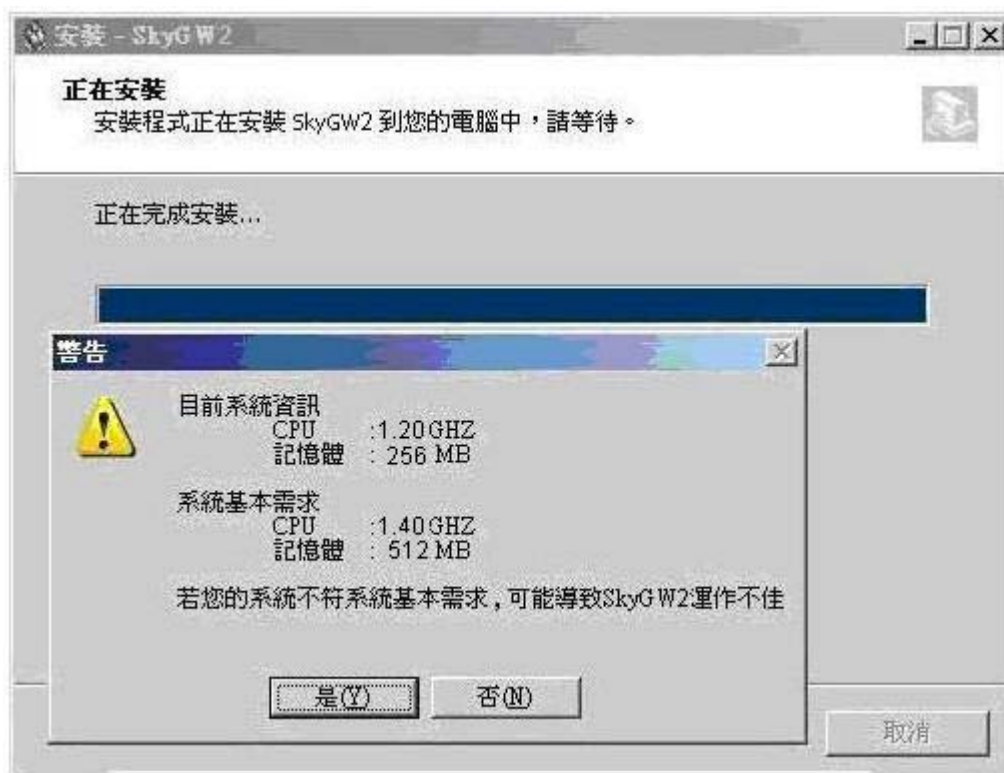 安裝 - SkyGW2
正在安裝
安裝程式正在安裝 SkyGW2 到您的電腦中，請等待。
正在完成安裝...
警告
目前系統資訊
CPU :1.20GHZ
記憶體 : 256 MB
系統基本需求
CPU :1.40GHZ
記憶體 : 512 MB
若您的系統不符系統基本需求 , 可能導致SkyGW2運作不佳
是(Y) 否(N)
取消